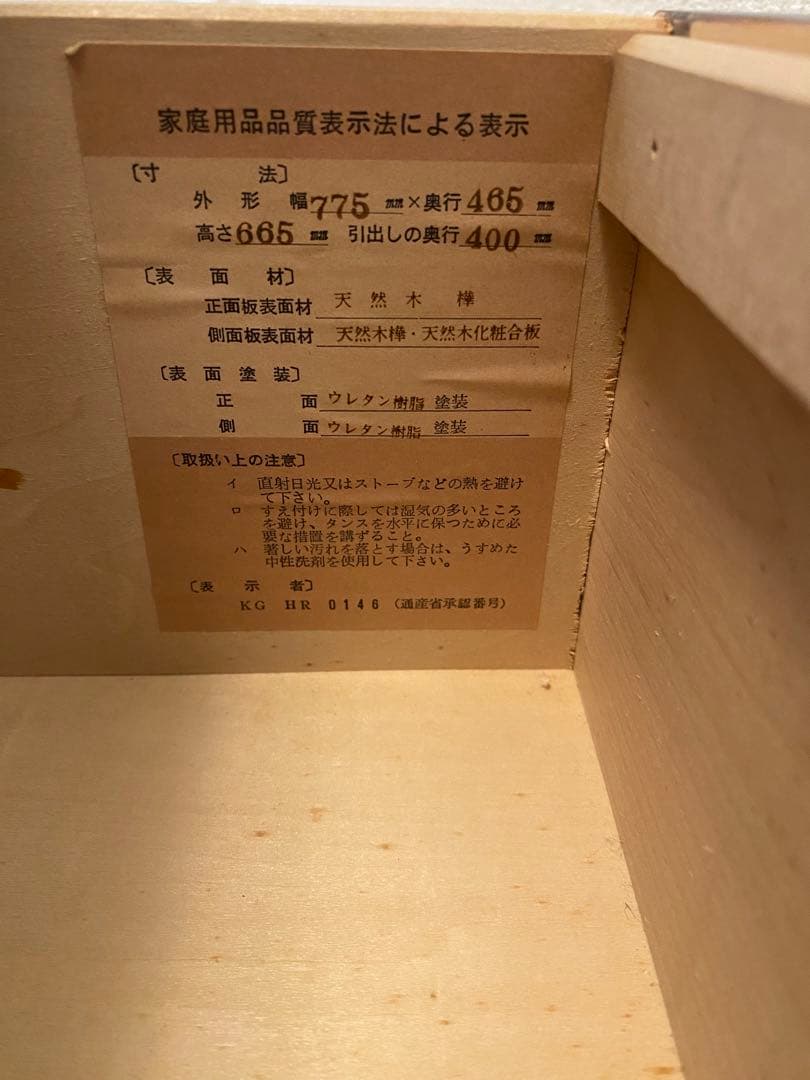 家庭用品品質表示法による表示
〔寸法〕
外形 幅775㎜×奥行465㎜
高さ665㎜ 引出しの奥行400㎜
〔表面材〕
正面板表面材 天然木 樺
側面板表面材 天然木樺・天然木化粧合板
〔表面塗装〕
正面 ウレタン樹脂 塗装
側面 ウレタン樹脂 塗装
〔取扱い上の注意〕
イ 直射日光又はストーブなどの熱を避け
て下さい。
ロ すえ付けに際しては湿気の多いところ
を避け、タンスを水平に保つために必
要な措置を講ずること。
ハ 著しい汚れを落とす場合は、うすめた
中性洗剤を使用して下さい。
〔表示者〕
KG HR 0146 (通産省承認番号)